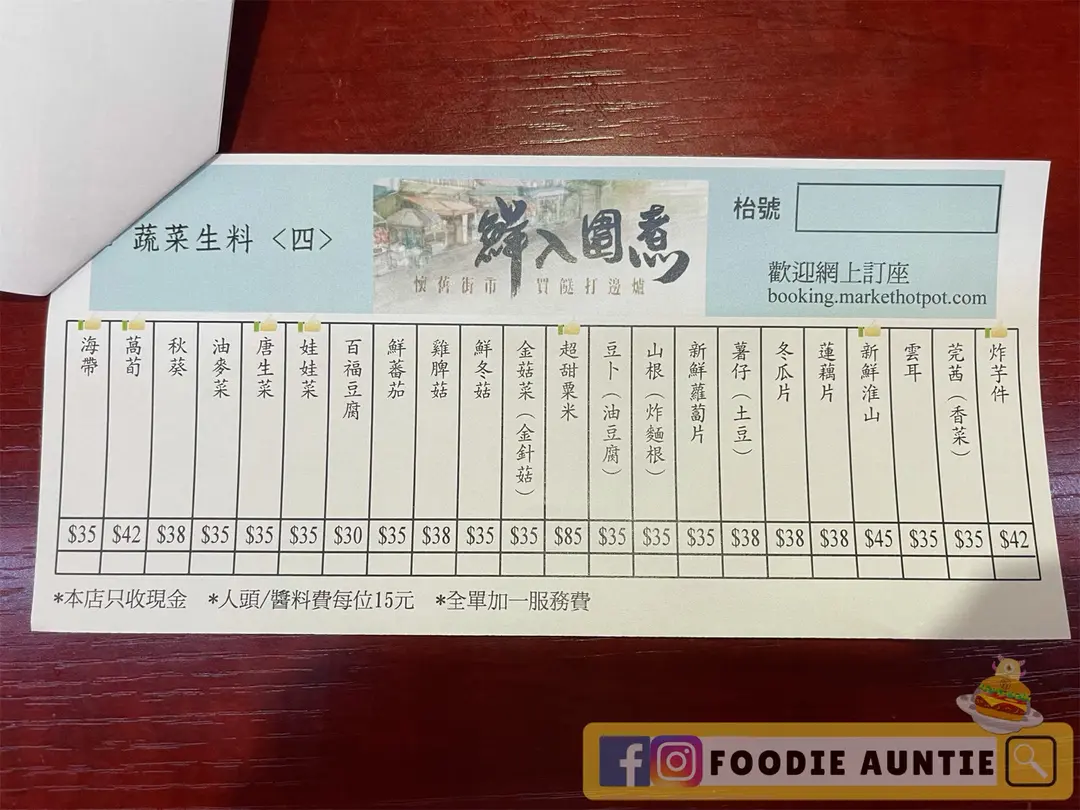 蔬菜生料〈四〉
鮮入圍煮
懷舊街市 買餸打邊爐
枱號
歡迎網上訂座
booking.markethotpot.com
海帶 $35
萵荀 $42
秋葵 $38
油麥菜 $35
唐生菜 $35
娃娃菜 $35
百福豆腐 $30
鮮番茄 $35
雞脾菇 $38
鮮冬菇 $35
金菇菜（金針菇） $35
超甜粟米 $85
豆卜（油豆腐） $35
山根（炸麵根） $35
新鮮蘿蔔片 $35
薯仔（土豆） $38
冬瓜片 $38
蓮藕片 $38
新鮮淮山 $45
雲耳 $35
芫茜（香菜） $35
炸芋件 $42
*本店只收現金 *人頭/醬料費每位15元 *全單加一服務費
FOODIE AUNTIE